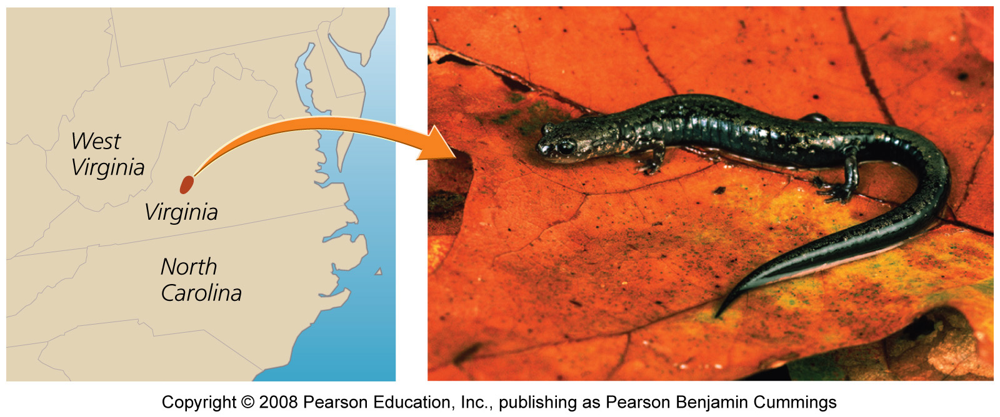 West
Virginia
Virginia
North
Carolina
Copyright © 2008 Pearson Education, Inc., publishing as Pearson Benjamin Cummings